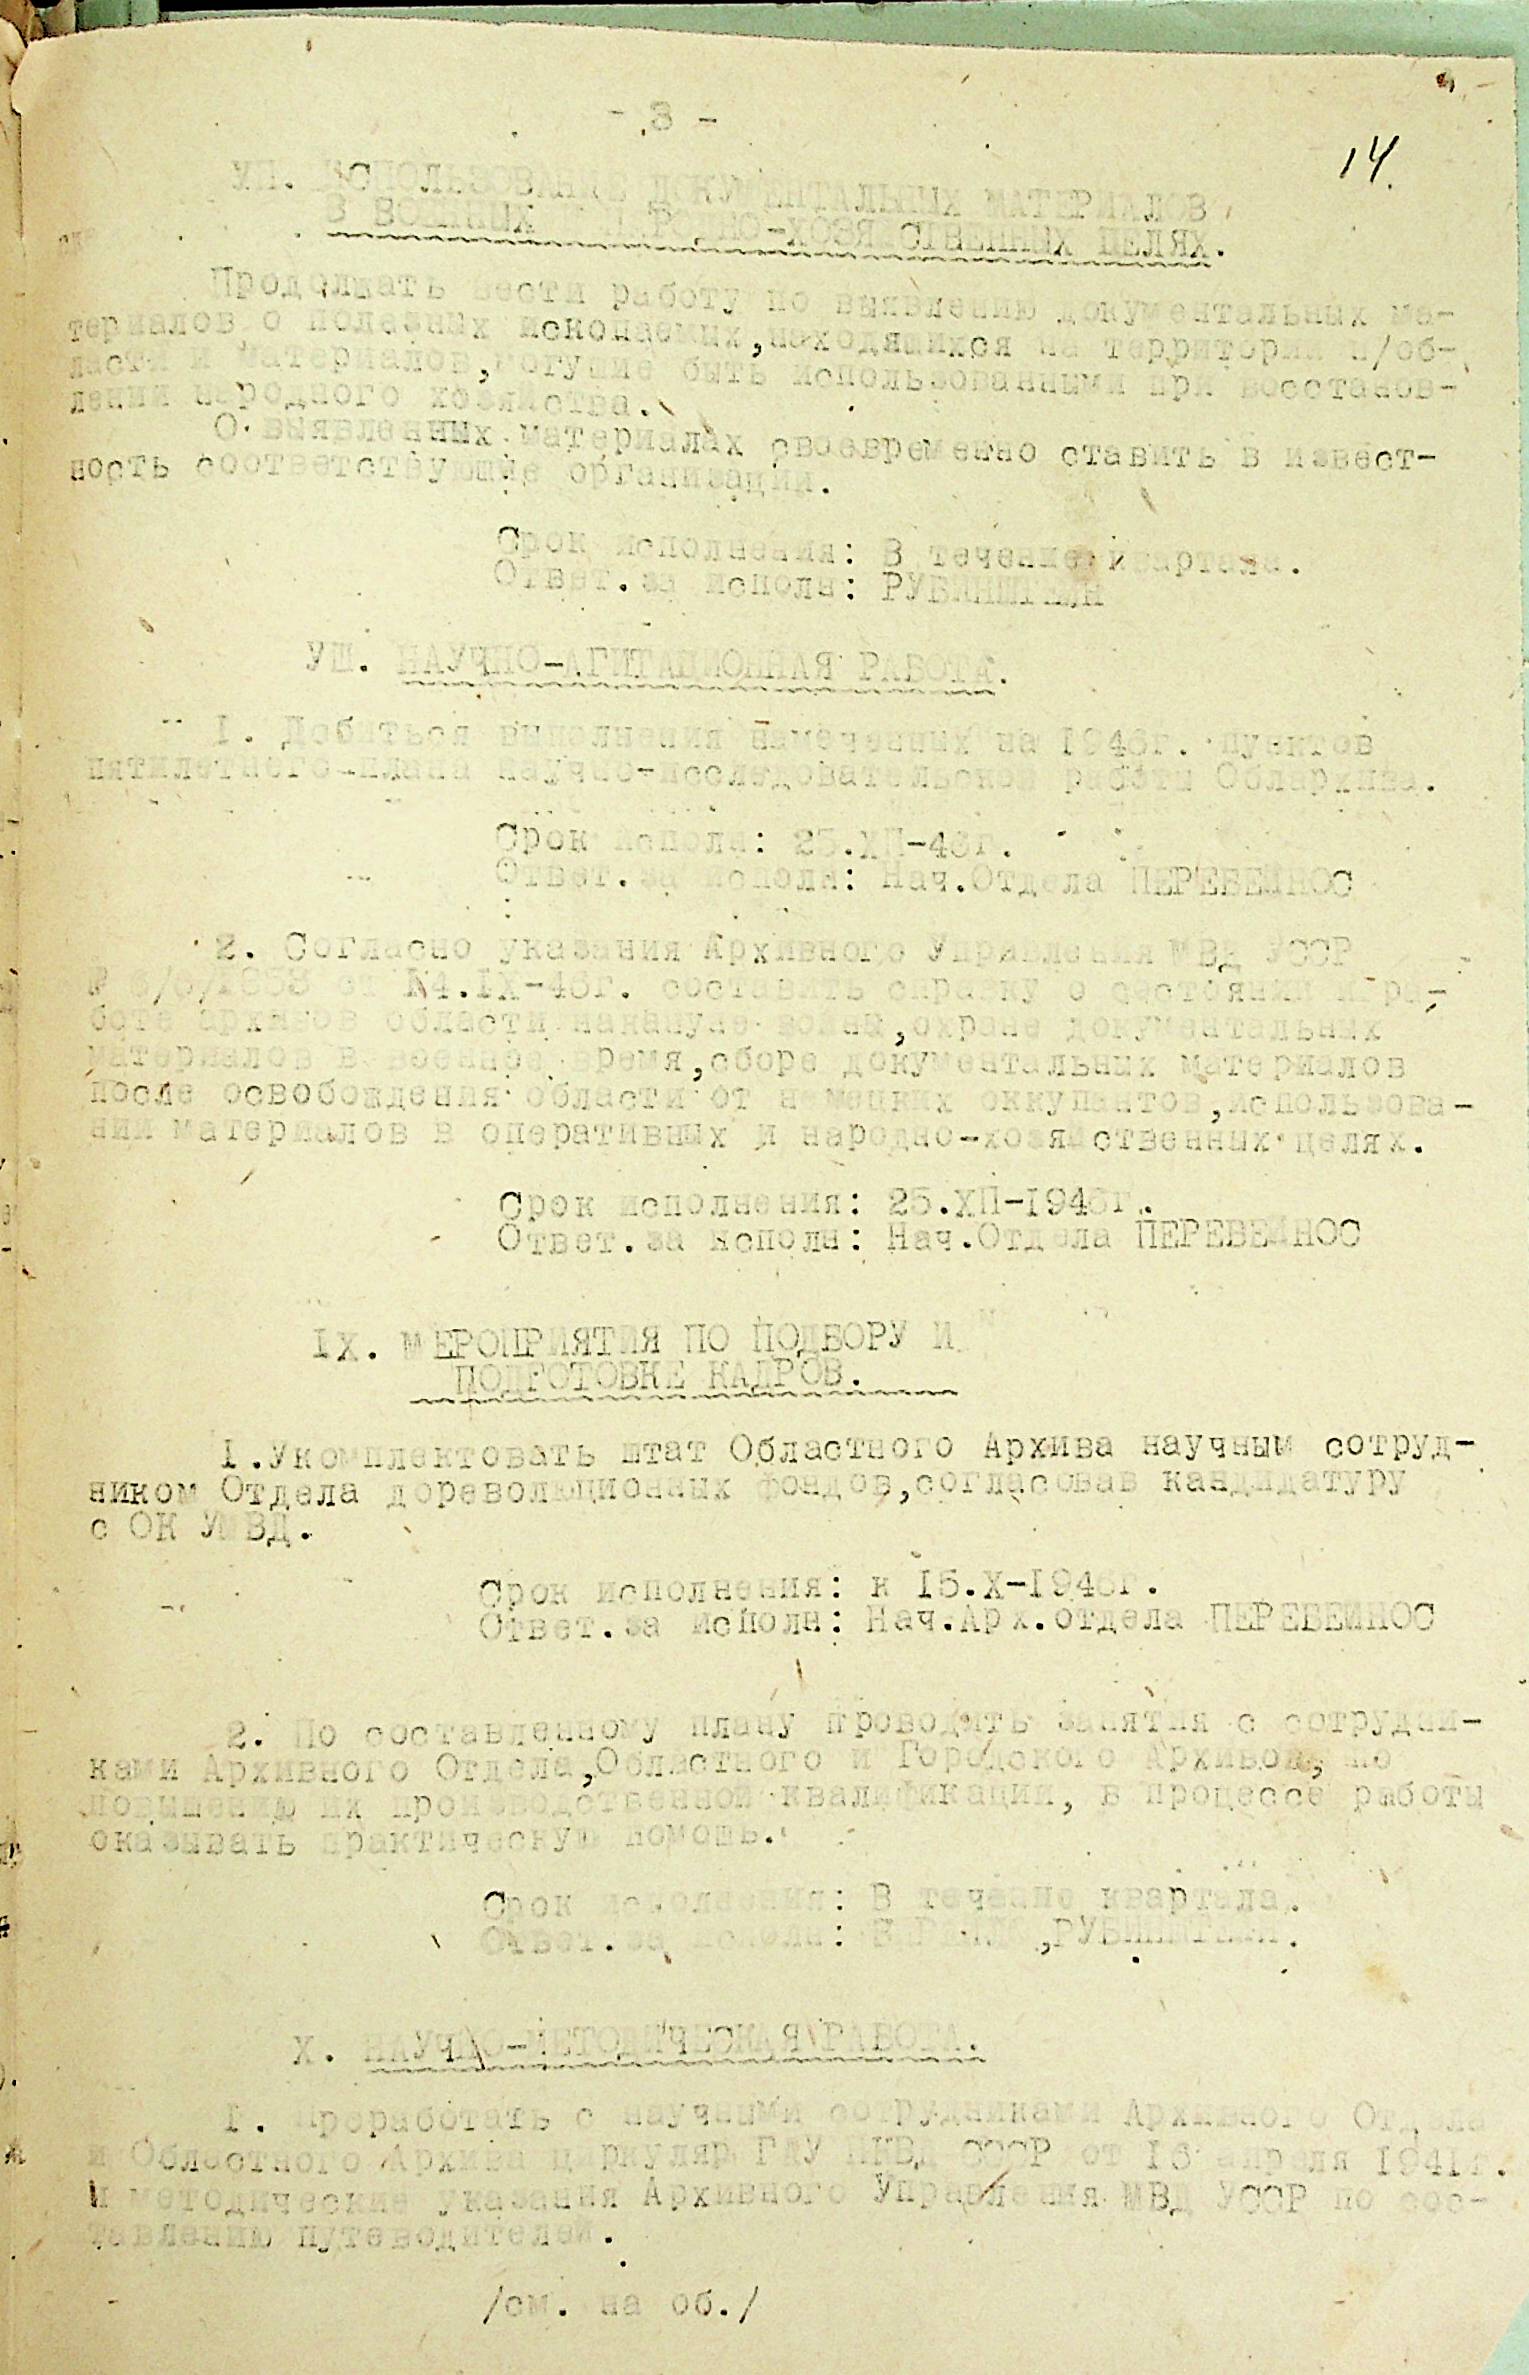 - 3 -
14.
УП. ИСПОЛЬЗОВАНИЕ ДОКУМЕНТАЛЬНЫХ МАТЕРИАЛОВ
В ВОЕННЫХ И НАРОДНО-ХОЗЯЙСТВЕННЫХ ЦЕЛЯХ.
Продолжать вести работу по выявлению документальных ма-
териалов о полезных ископаемых,находящихся на территории н/об-
ласти и материалов,могущие быть использованными при восстанов-
лении народного хозяйства.
О выявленных материалах своевременно ставить в извест-
ность соответствующие организации.
Срок исполнения: В течение квартала.
Ответ.за исполн: РУБИНШТЕЙН
УШ. НАУЧНО-АГИТАЦИОННАЯ РАБОТА.
I. Добиться выполнения намеченных на 1946г. пунктов
пятилетнего-плана научно-исследовательской работы Облархива.
Срок исполн: 25.ХП-46г.
Ответ.за исполн: Нач.Отдела ПЕРЕВЕЙНОС
2. Согласно указания Архивного Управления МВД УССР
от 14.IX-46г. составить справку о состоянии и ра-
боте архивов области накануне войны,охране документальных
материалов в военное время,сборе документальных материалов
после освобождения области от немецких оккупантов,использова-
нии материалов в оперативных и народно-хозяйственных целях.
Срок исполнения: 25.ХП-1946г.
Ответ.за исполн: Нач.Отдела ПЕРЕВЕЙНОС
IX. МЕРОПРИЯТИЯ ПО ПОДБОРУ И
ПОДГОТОВКЕ КАДРОВ.
I.Укомплектовать штат Областного Архива научным сотруд-
ником Отдела дореволюционных фондов,согласовав кандидатуру
с ОК УМВД.
Срок исполнения: к 15.X-1946г.
Ответ.за исполн: Нач.Арх.отдела ПЕРЕВЕЙНОС
2. По составленному плану проводить занятия с сотрудни-
ками Архивного Отдела,Областного и Городского Архивов, по
повышению их производственной квалификации, в процессе работы
оказывать практическую помощь.
Срок исполнения: В течение квартала.
Ответ.за исполн: ,РУБИНШТЕЙН.
X. НАУЧНО-МЕТОДИЧЕСКАЯ РАБОТА.
I. Проработать с научными сотрудниками Архивного Отдела
и Областного Архива циркуляр ГАУ НКВД СССР от 16 апреля 1941г.
и методические указания Архивного Управления МВД УССР по сос-
тавлению путеводителей.
/см. на об./